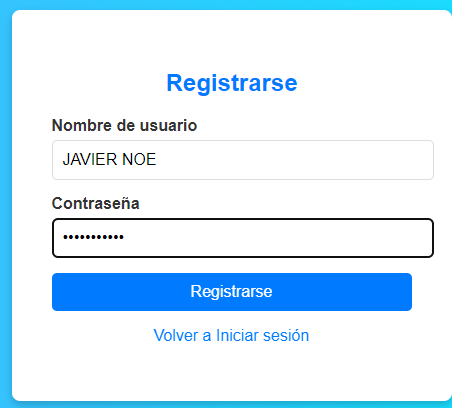 Registrarse
Nombre de usuario
JAVIER NOE
Contraseña
•••••••••••
Registrarse
Volver a Iniciar sesión